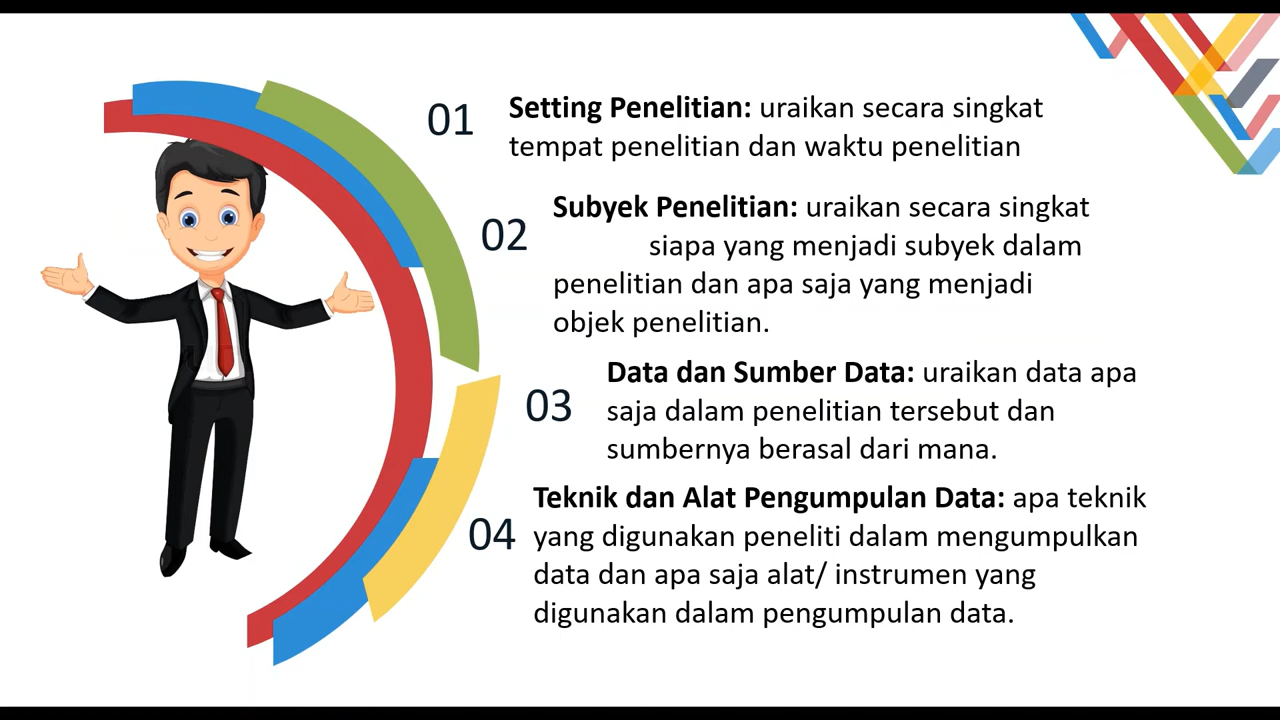 01
Setting Penelitian: uraikan secara singkat
tempat penelitian dan waktu penelitian
02
Subyek Penelitian: uraikan secara singkat
siapa yang menjadi subyek dalam
penelitian dan apa saja yang menjadi
objek penelitian.
03
Data dan Sumber Data: uraikan data apa
saja dalam penelitian tersebut dan
sumbernya berasal dari mana.
04
Teknik dan Alat Pengumpulan Data: apa teknik
yang digunakan peneliti dalam mengumpulkan
data dan apa saja alat/ instrumen yang
digunakan dalam pengumpulan data.